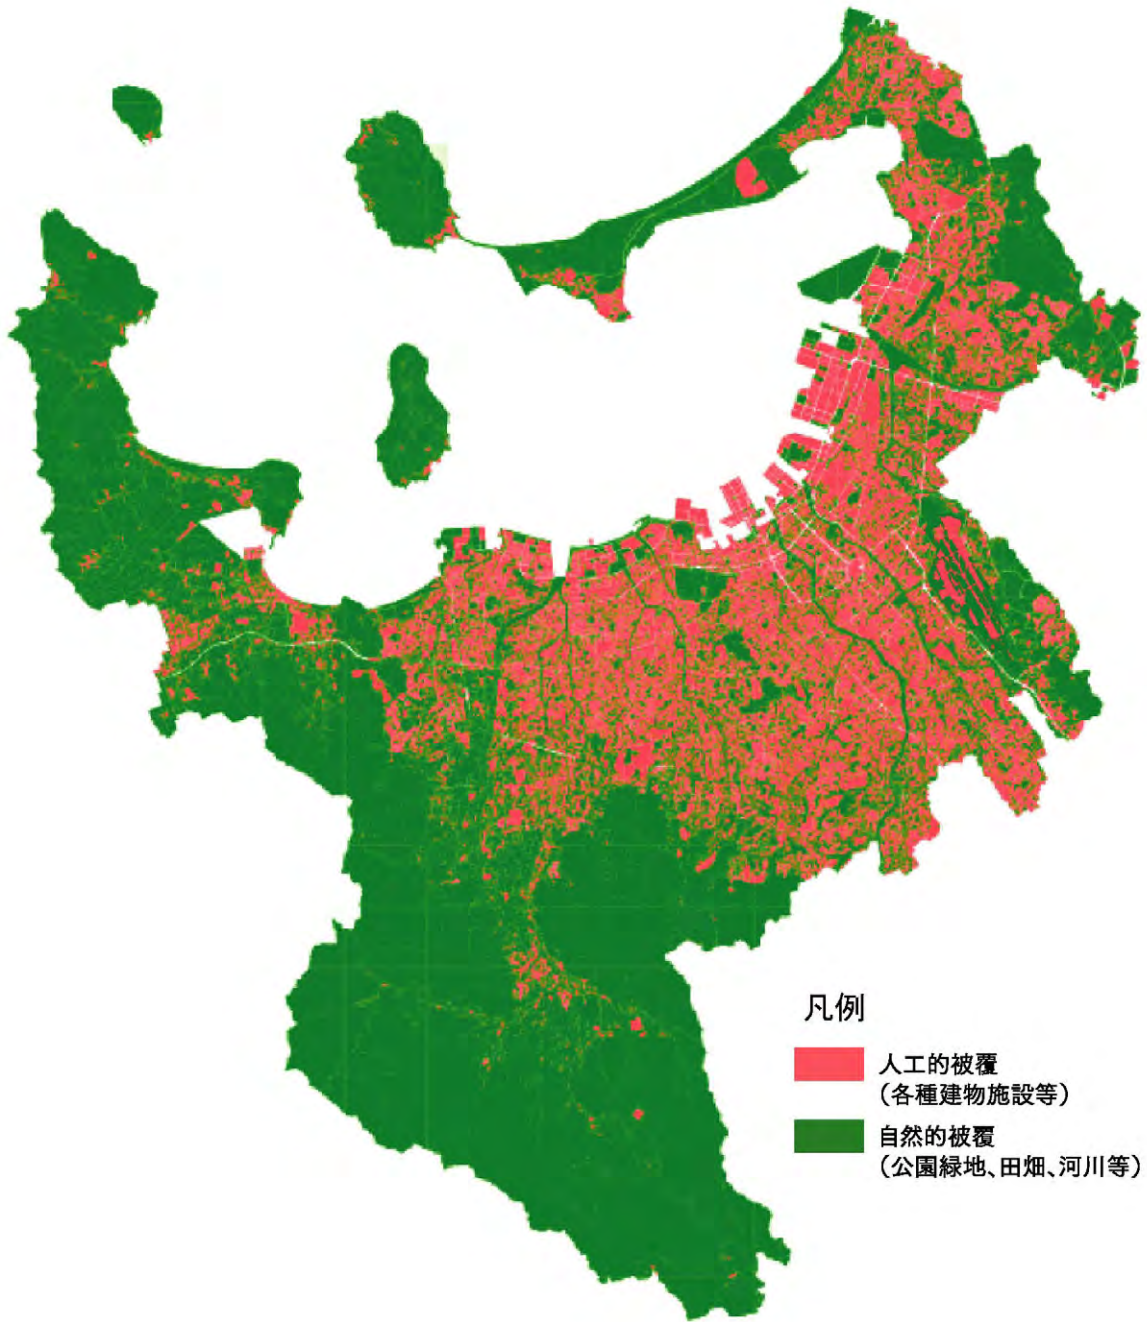 凡例
人工的被覆
（各種建物施設等）
自然的被覆
（公園緑地、田畑、河川等）